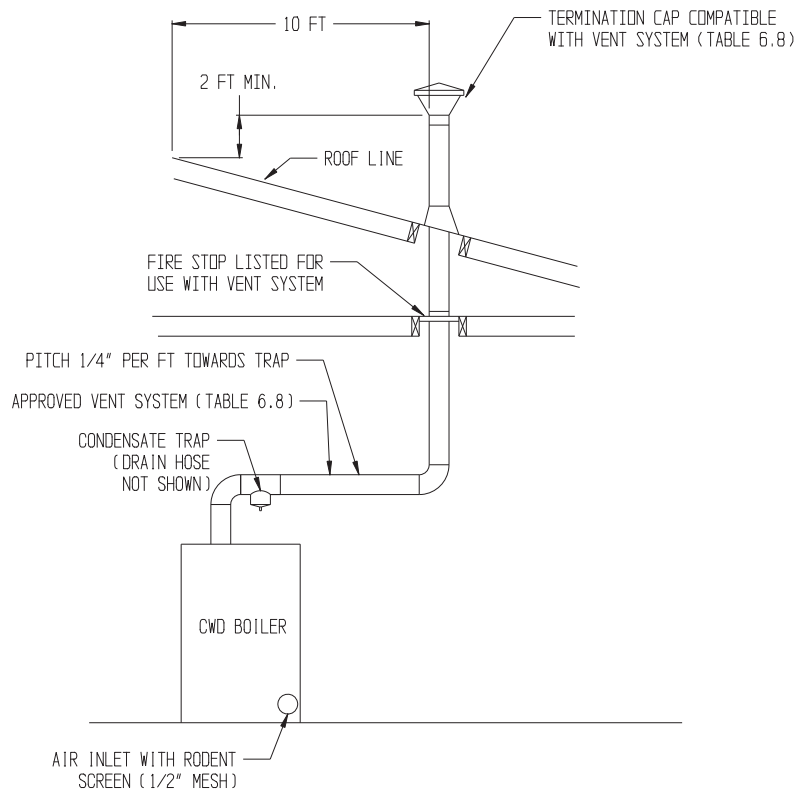 10 FT
TERMINATION CAP COMPATIBLE
WITH VENT SYSTEM (TABLE 6.8)
2 FT MIN.
ROOF LINE
FIRE STOP LISTED FOR
USE WITH VENT SYSTEM
PITCH 1/4" PER FT TOWARDS TRAP
APPROVED VENT SYSTEM (TABLE 6.8)
CONDENSATE TRAP
(DRAIN HOSE
NOT SHOWN)
CWD BOILER
AIR INLET WITH RODENT
SCREEN (1/2" MESH)